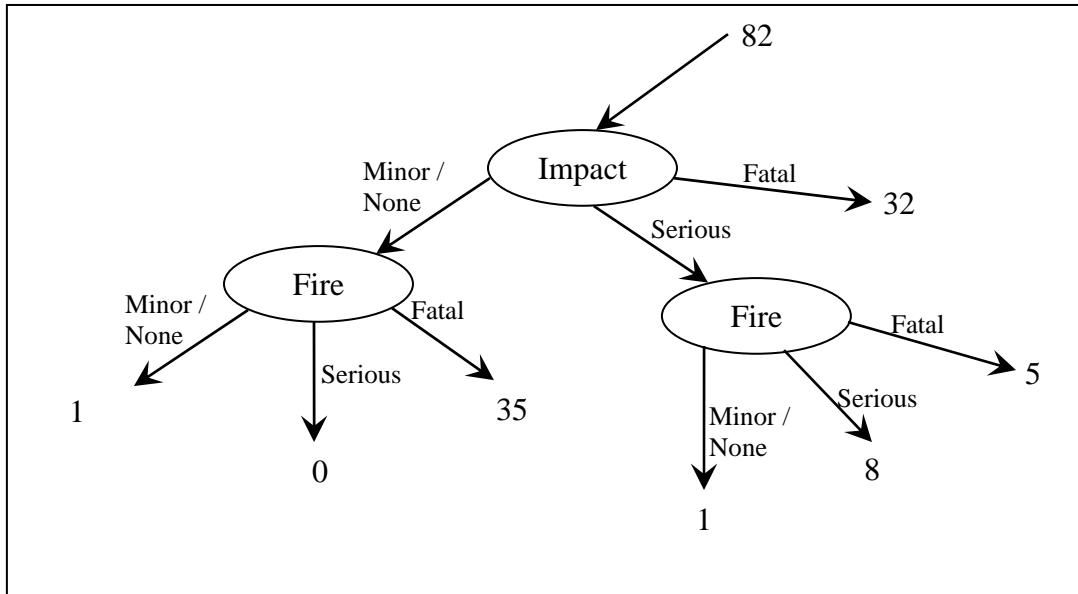 82
Impact
Minor /
None
Fatal
32
Serious
Fire
Minor /
None
Fatal
Serious
1
0
35
Fire
Fatal
5
Serious
Minor /
None
8
1